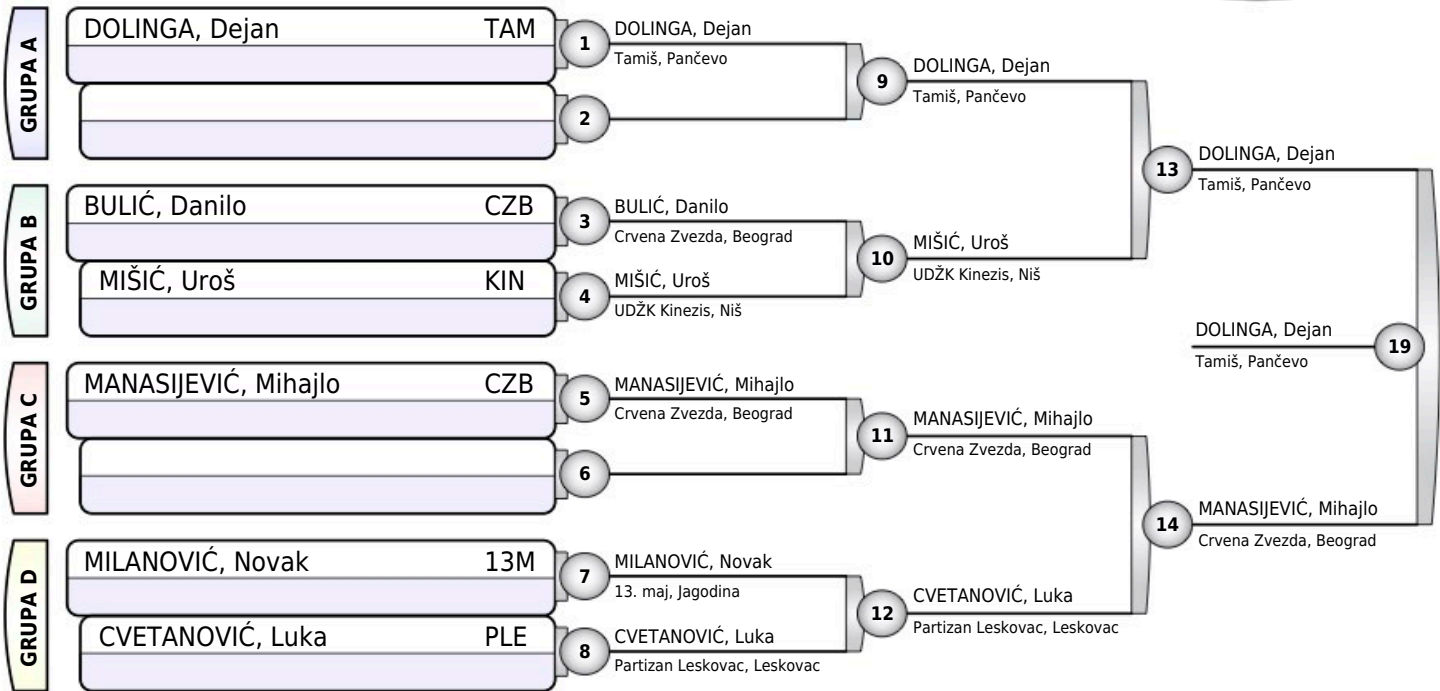 GRUPA A
DOLINGA, Dejan TAM
1
DOLINGA, Dejan
Tamiš, Pančevo
2
9
DOLINGA, Dejan
Tamiš, Pančevo
GRUPA B
BULIĆ, Danilo CZB
3
BULIĆ, Danilo
Crvena Zvezda, Beograd
MIŠIĆ, Uroš KIN
4
MIŠIĆ, Uroš
UDŽK Kinezis, Niš
10
MIŠIĆ, Uroš
UDŽK Kinezis, Niš
13
DOLINGA, Dejan
Tamiš, Pančevo
GRUPA C
MANASIJEVIĆ, Mihajlo CZB
5
MANASIJEVIĆ, Mihajlo
Crvena Zvezda, Beograd
6
11
MANASIJEVIĆ, Mihajlo
Crvena Zvezda, Beograd
GRUPA D
MILANOVIĆ, Novak 13M
7
MILANOVIĆ, Novak
13. maj, Jagodina
CVETANOVIĆ, Luka PLE
8
CVETANOVIĆ, Luka
Partizan Leskovac, Leskovac
12
CVETANOVIĆ, Luka
Partizan Leskovac, Leskovac
14
MANASIJEVIĆ, Mihajlo
Crvena Zvezda, Beograd
DOLINGA, Dejan
Tamiš, Pančevo
19